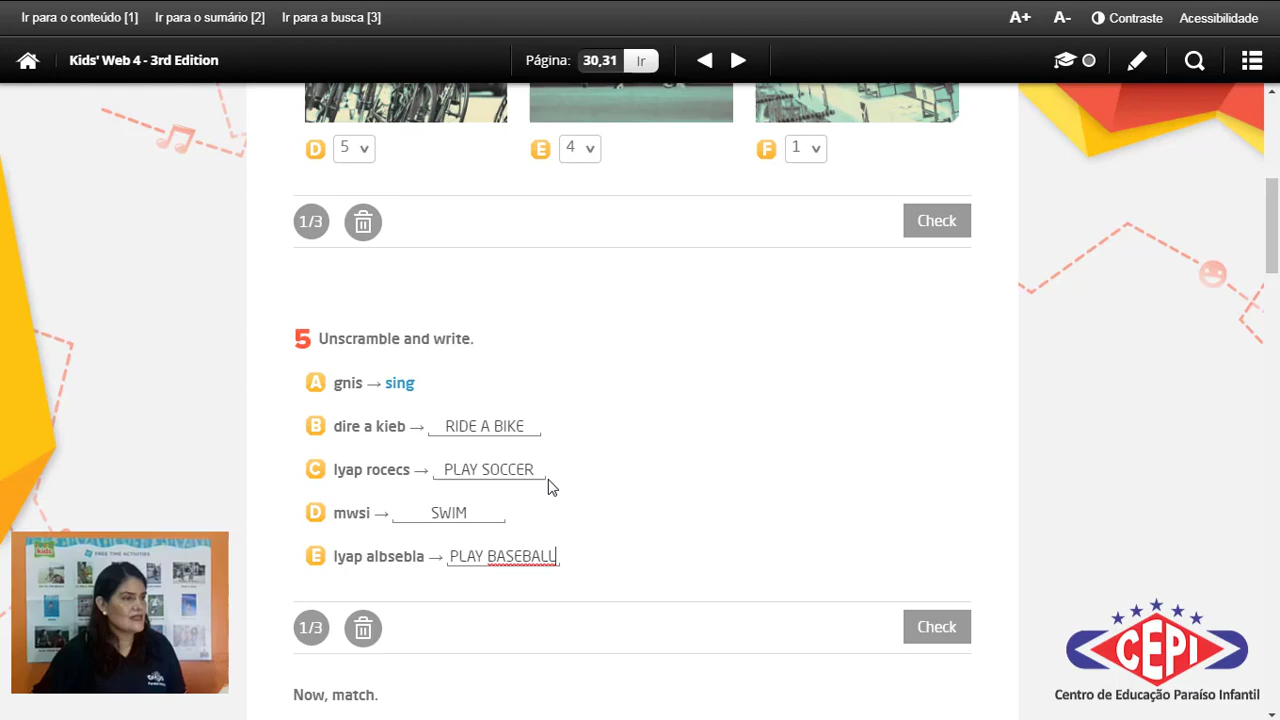 Ir para o conteúdo [1] Ir para o sumário [2] Ir para a busca [3] A+ A- Contraste Acessibilidade
Kids' Web 4 - 3rd Edition Página: 30,31 Ir
D 5 E 4 F 1
1/3 Check
5 Unscramble and write.
A gnis → sing
B dire a kieb → RIDE A BIKE
C lyap rocecs → PLAY SOCCER
D mwsi → SWIM
E lyap albsebla → PLAY BASEBALL
1/3 Check
Now, match.
FREE TIME ACTIVITIES
CEPI
Centro de Educação Paraíso Infantil